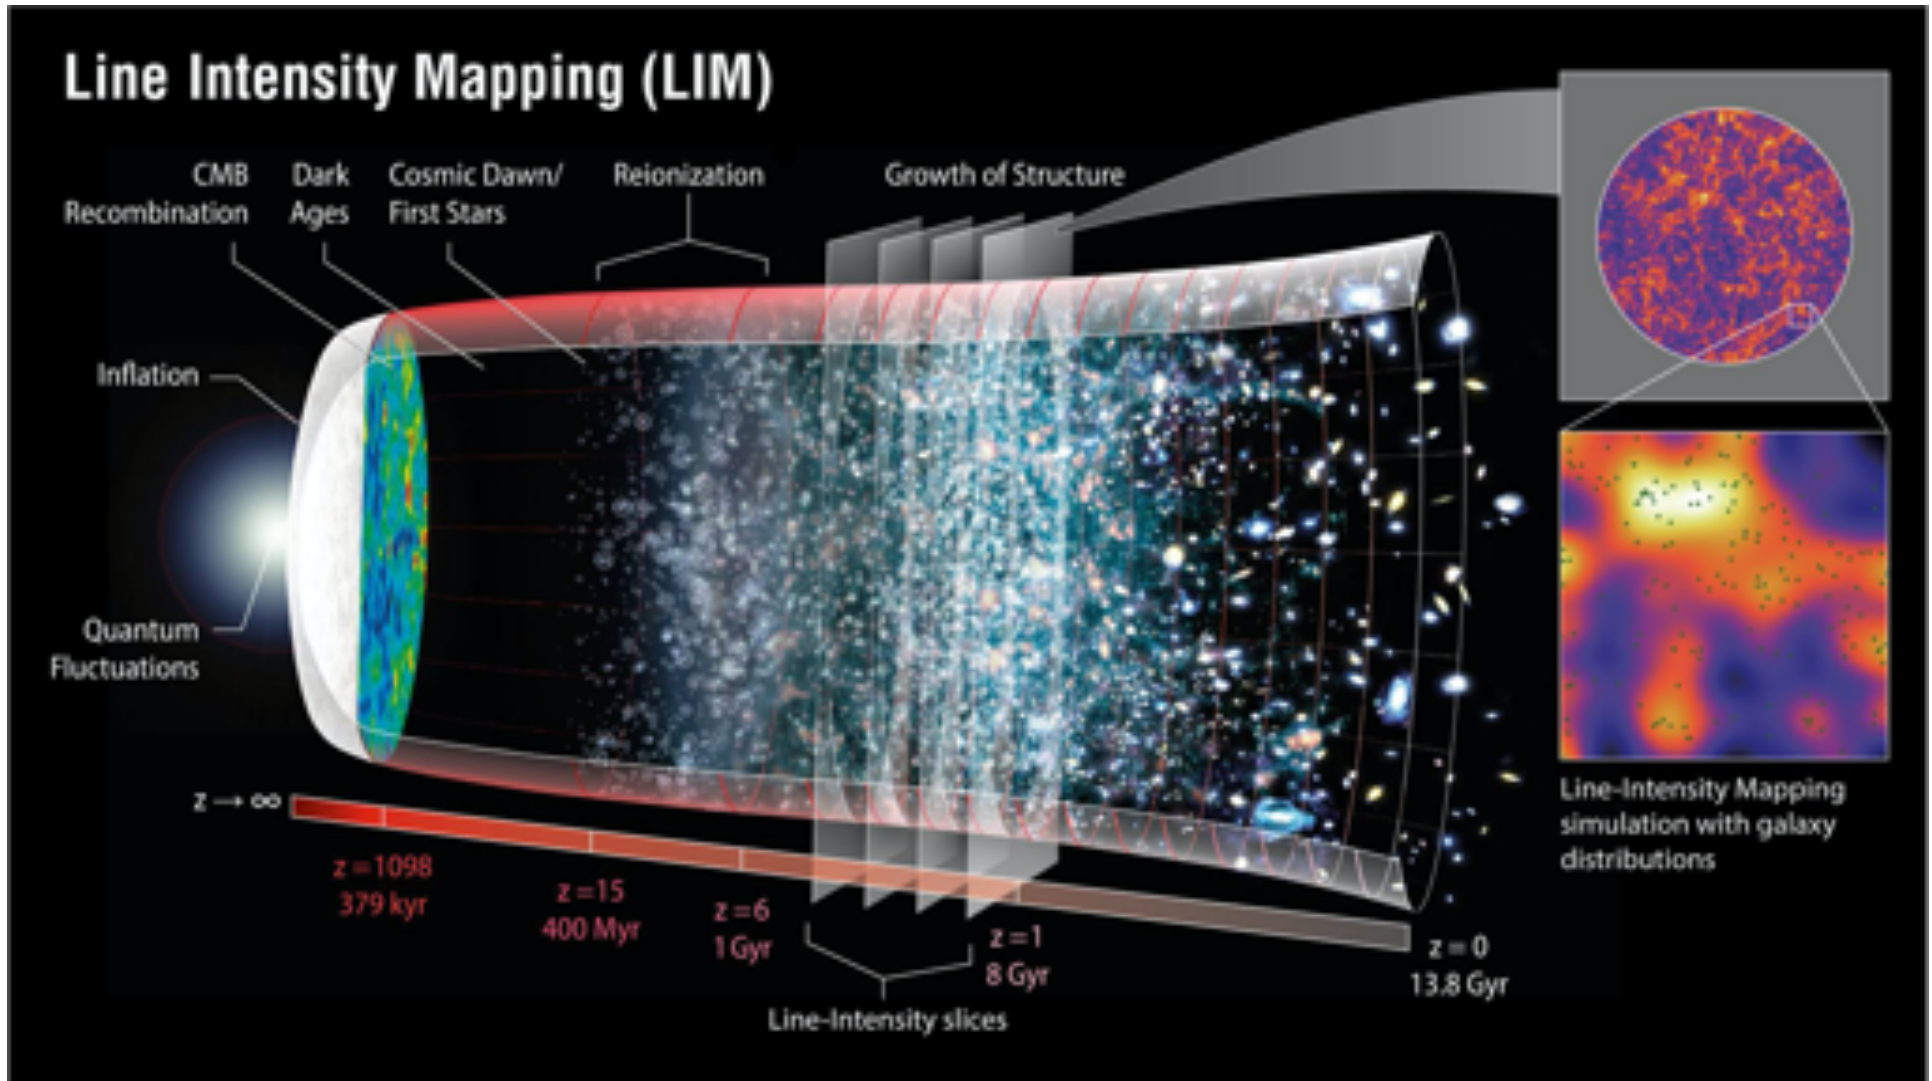 Line Intensity Mapping (LIM)
CMB
Recombination
Dark
Ages
Cosmic Dawn/
First Stars
Reionization
Growth of Structure
Inflation
Quantum
Fluctuations
z → ∞
z = 1098
379 kyr
z = 15
400 Myr
z = 6
1 Gyr
z = 1
8 Gyr
z = 0
13.8 Gyr
Line-Intensity slices
Line-Intensity Mapping
simulation with galaxy
distributions